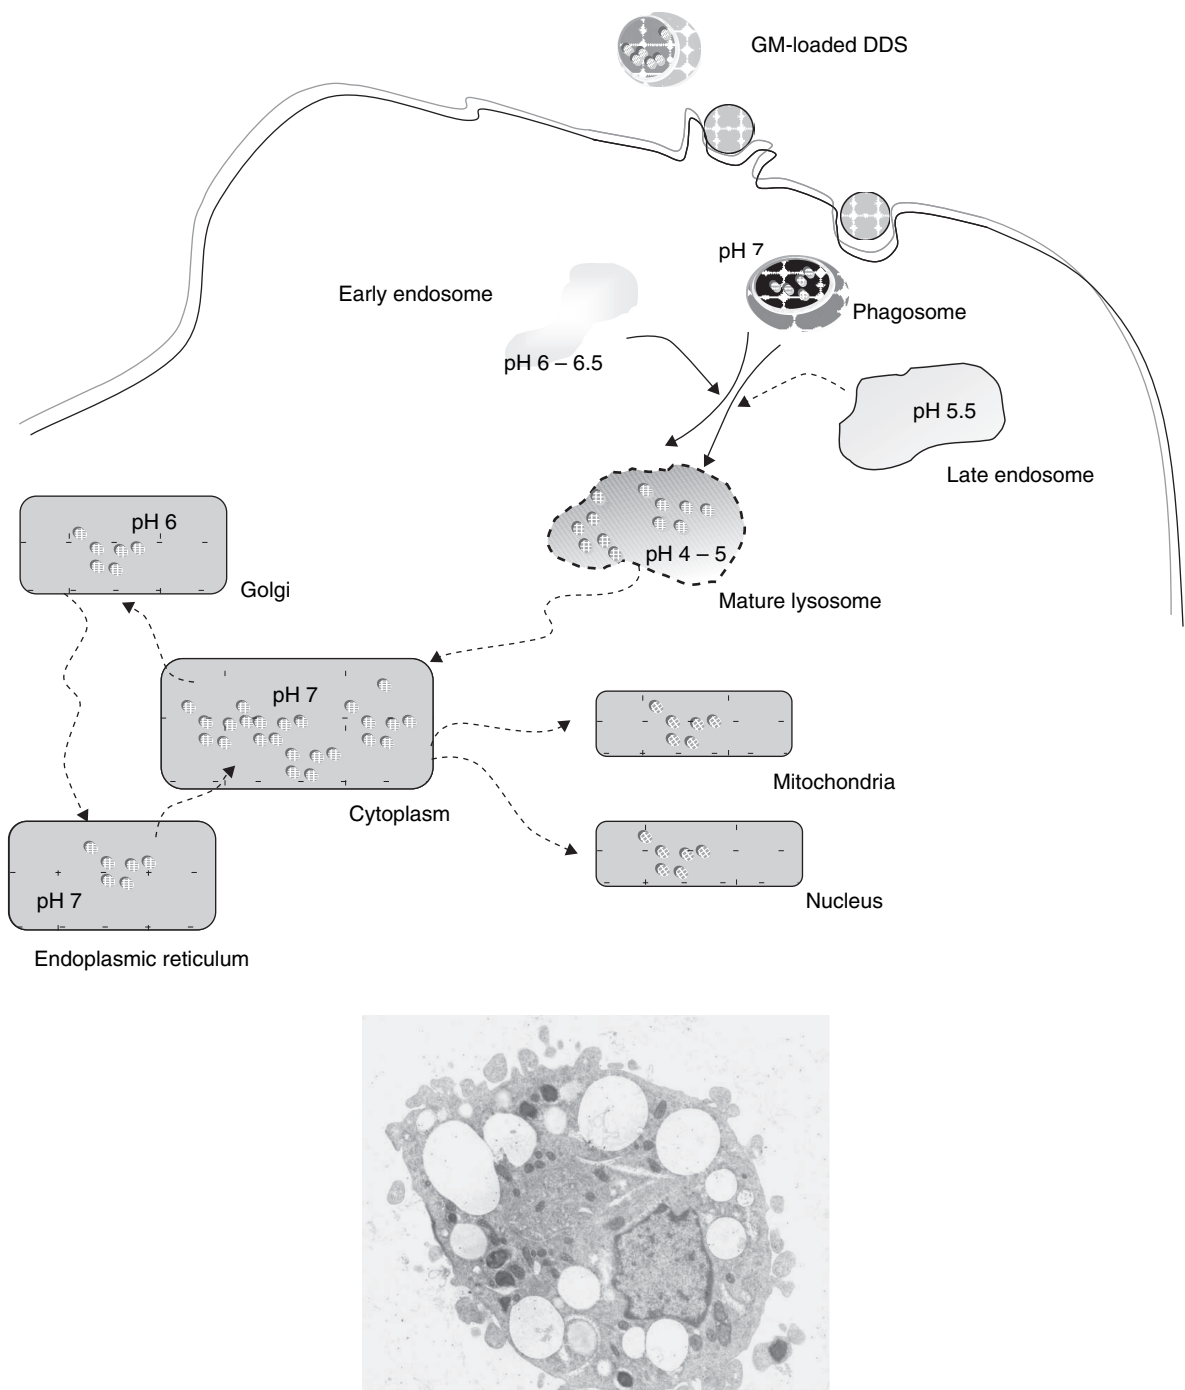 GM-loaded DDS
pH 7
Early endosome
Phagosome
pH 6 – 6.5
pH 5.5
Late endosome
pH 6
pH 4 – 5
Golgi
Mature lysosome
pH 7
Mitochondria
Cytoplasm
pH 7
Nucleus
Endoplasmic reticulum